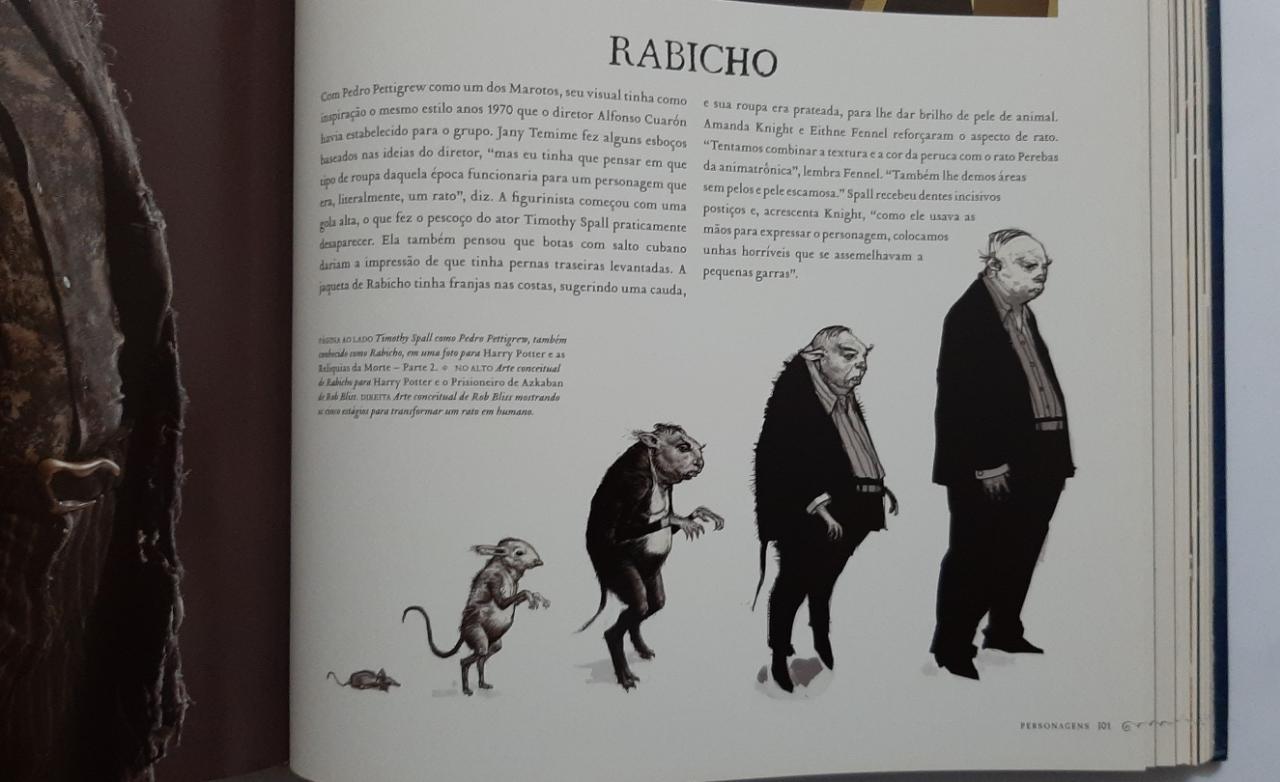 RABICHO
Com Pedro Pettigrew como um dos Marotos, seu visual tinha como
inspiração o mesmo estilo anos 1970 que o diretor Alfonso Cuarón
havia estabelecido para o grupo. Jany Temime fez alguns esboços
baseados nas ideias do diretor, “mas eu tinha que pensar em que
tipo de roupa daquela época funcionaria para um personagem que
era, literalmente, um rato”, diz. A figurinista começou com uma
gola alta, o que fez o pescoço do ator Timothy Spall praticamente
desaparecer. Ela também pensou que botas com salto cubano
dariam a impressão de que tinha pernas traseiras levantadas. A
jaqueta de Rabicho tinha franjas nas costas, sugerindo uma cauda,
e sua roupa era prateada, para lhe dar brilho de pele de animal.
Amanda Knight e Eithne Fennel reforçaram o aspecto de rato.
“Tentamos combinar a textura e a cor da peruca com o rato Perebas
da animatrônica”, lembra Fennel. “Também lhe demos áreas
sem pelos e pele escamosa.” Spall recebeu dentes incisivos
postiços e, acrescenta Knight, “como ele usava as
mãos para expressar o personagem, colocamos
unhas horríveis que se assemelhavam a
pequenas garras”.
PÁGINA AO LADO Timothy Spall como Pedro Pettigrew, também
conhecido como Rabicho, em uma foto para Harry Potter e as
Relíquias da Morte – Parte 2. NO ALTO Arte conceitual
de Rabicho para Harry Potter e o Prisioneiro de Azkaban
de Rob Bliss. DIREITA Arte conceitual de Rob Bliss mostrando
os cinco estágios para transformar um rato em humano.
PERSONAGENS 101